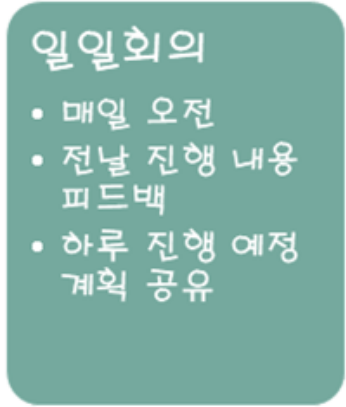 일일회의
• 매일 오전
• 전날 진행 내용
피드백
• 하루 진행 예정
계획 공유